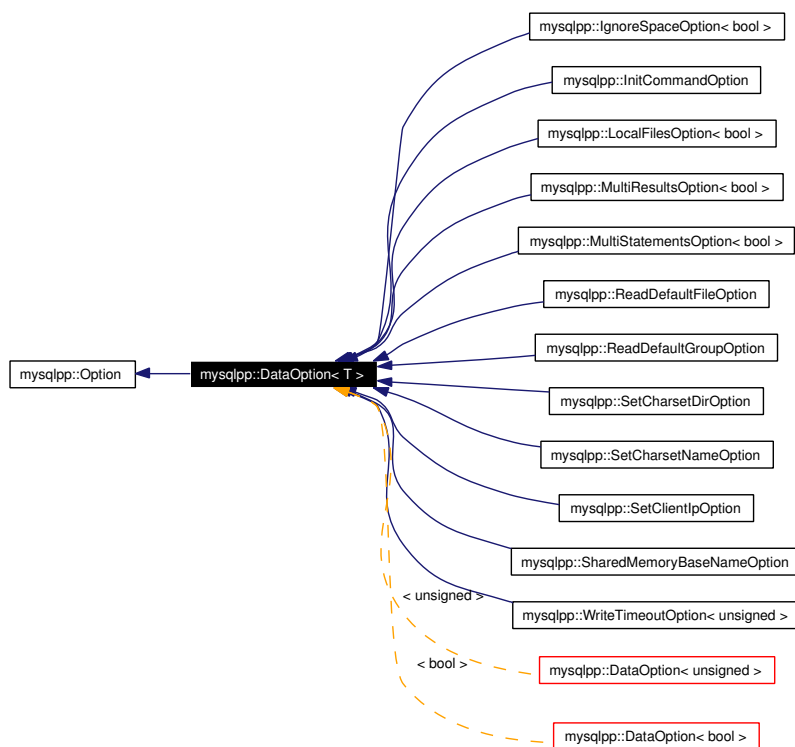 mysqlpp::IgnoreSpaceOption< bool >
mysqlpp::InitCommandOption
mysqlpp::LocalFilesOption< bool >
mysqlpp::MultiResultsOption< bool >
mysqlpp::MultiStatementsOption< bool >
mysqlpp::ReadDefaultFileOption
mysqlpp::ReadDefaultGroupOption
mysqlpp::Option
mysqlpp::DataOption< T >
mysqlpp::SetCharsetDirOption
mysqlpp::SetCharsetNameOption
mysqlpp::SetClientIpOption
mysqlpp::SharedMemoryBaseNameOption
< unsigned >
mysqlpp::WriteTimeoutOption< unsigned >
< bool >
mysqlpp::DataOption< unsigned >
mysqlpp::DataOption< bool >